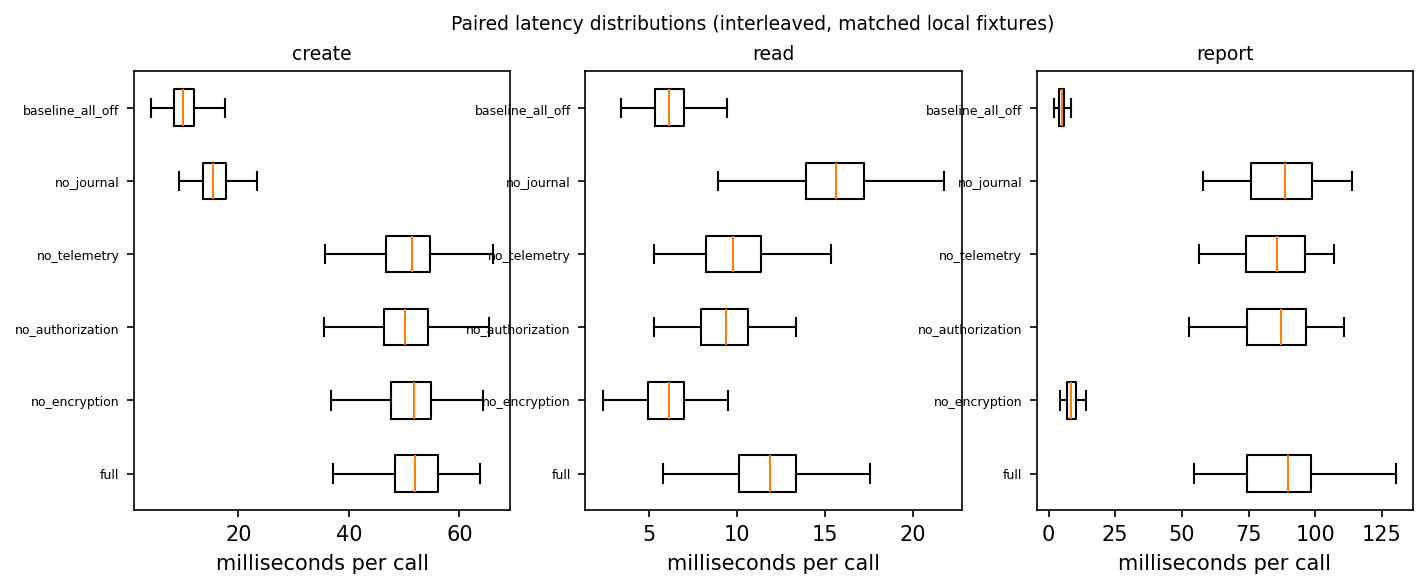 Paired latency distributions (interleaved, matched local fixtures)
create
baseline_all_off
no_journal
no_telemetry
no_authorization
no_encryption
full
20 40 60
milliseconds per call
read
baseline_all_off
no_journal
no_telemetry
no_authorization
no_encryption
full
5 10 15 20
milliseconds per call
report
baseline_all_off
no_journal
no_telemetry
no_authorization
no_encryption
full
0 25 50 75 100 125
milliseconds per call